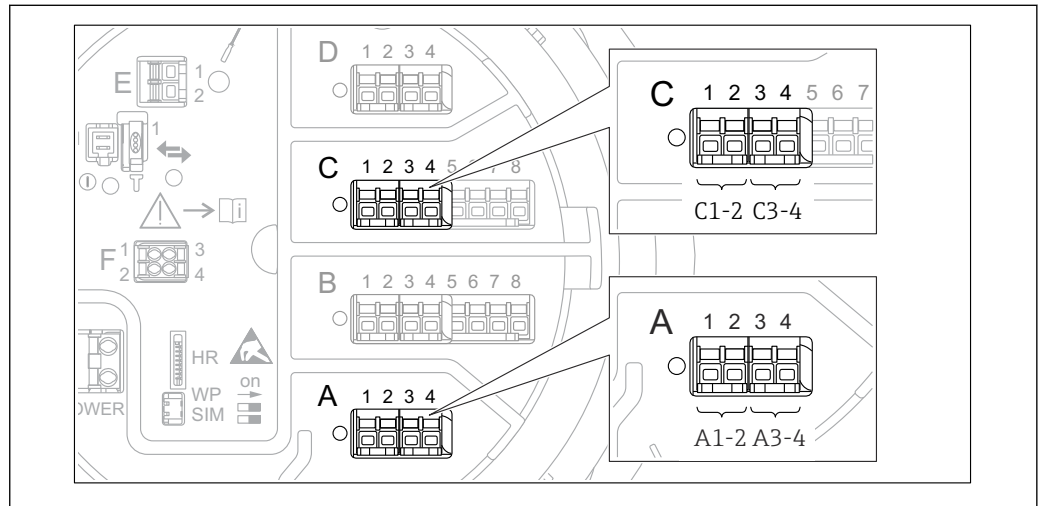 D 1 2 3 4
E 1
2
1
C 1 2 3 4 5 6 7 8
i
F 1 3
2 4
B 1 2 3 4 5 6 7 8
HR
WP on
SIM
OWER
A 1 2 3 4
C 1 2 3 4 5 6 7
C1-2 C3-4
A 1 2 3 4
A1-2 A3-4